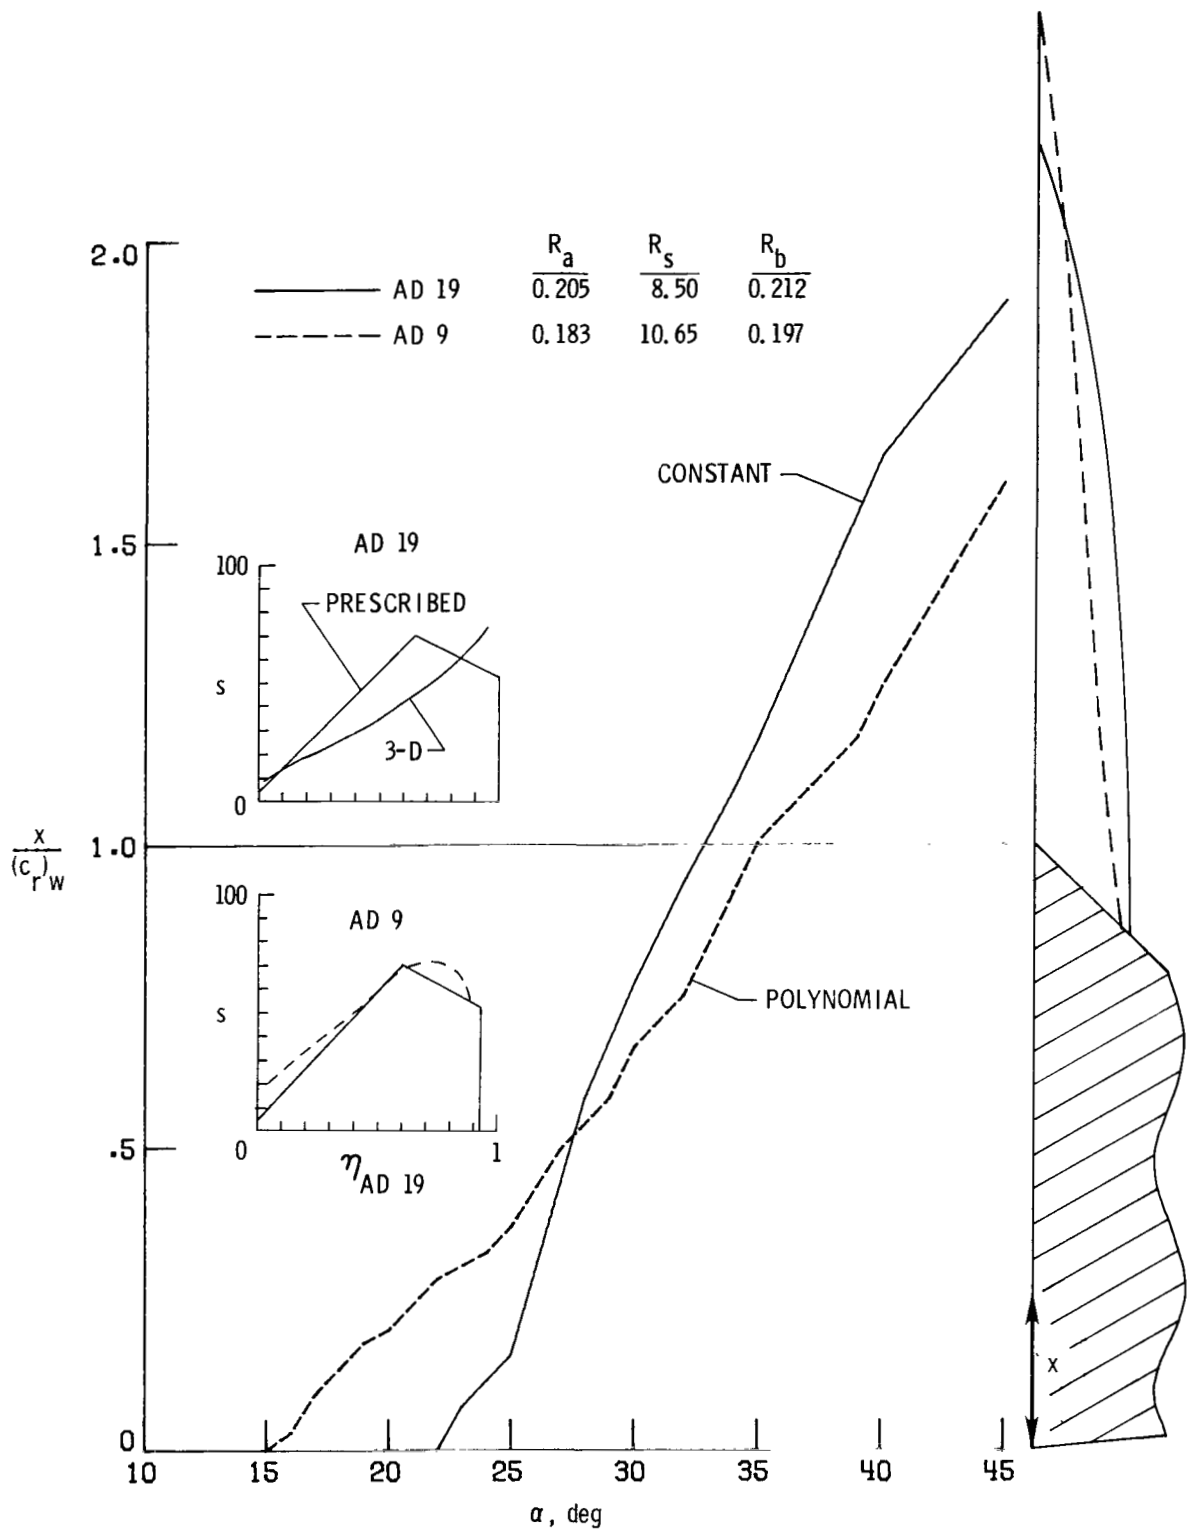 R_a R_s R_b
2.0
AD 19 0.205 8.50 0.212
AD 9 0.183 10.65 0.197
CONSTANT
1.5
AD 19
100
PRESCRIBED
s
3-D
0
x/(c_r)_w
1.0
100
AD 9
s
POLYNOMIAL
.5
0 1
η_AD 19
x
0
10 15 20 25 30 35 40 45
α, deg